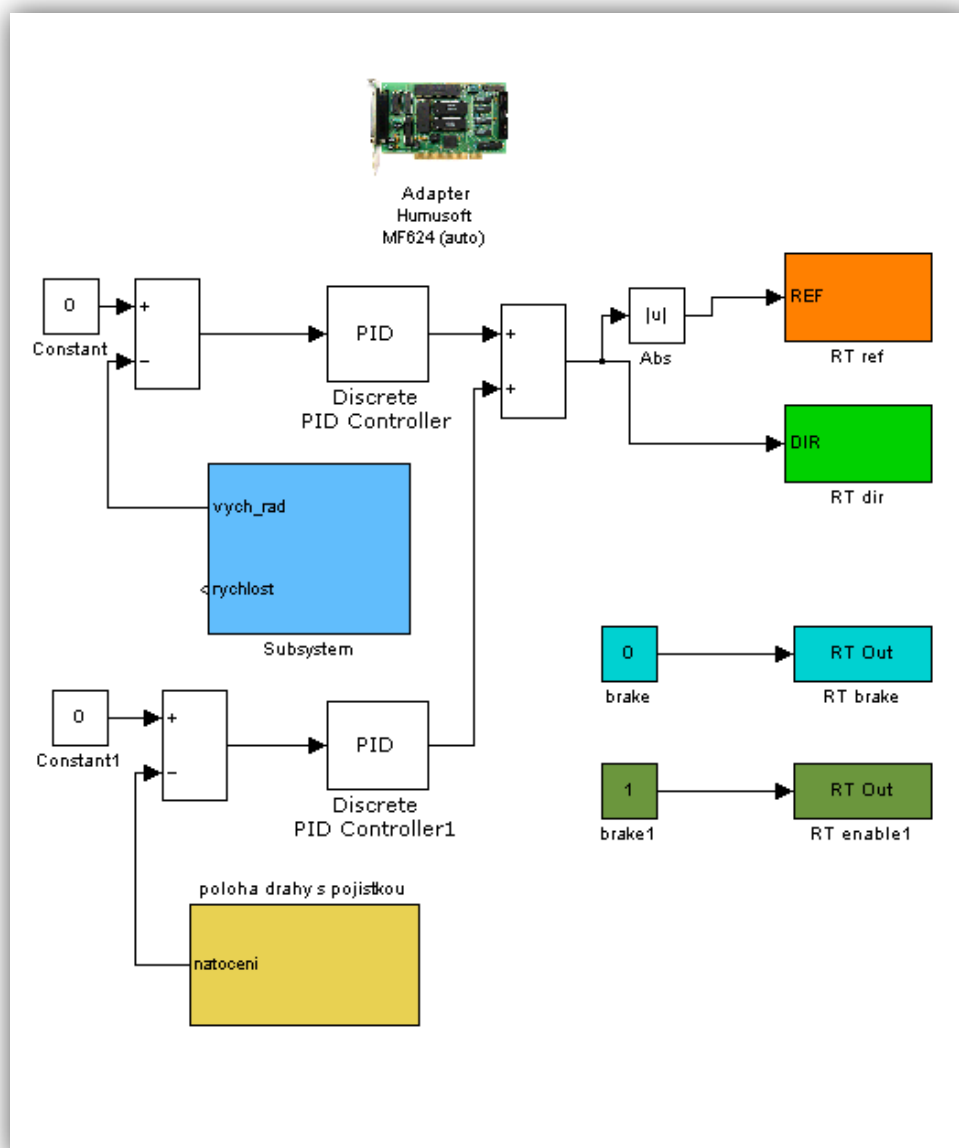 Adapter
Humusoft
MF624 (auto)
0
Constant
+
−
PID
Discrete
PID Controller
+
+
|u|
Abs
REF
RT ref
DIR
RT dir
vych_rad
rychlost
Subsystem
0
brake
RT Out
RT brake
0
Constant1
+
−
PID
Discrete
PID Controller1
1
brake1
RT Out
RT enable1
poloha drahy s pojistkou
natoceni